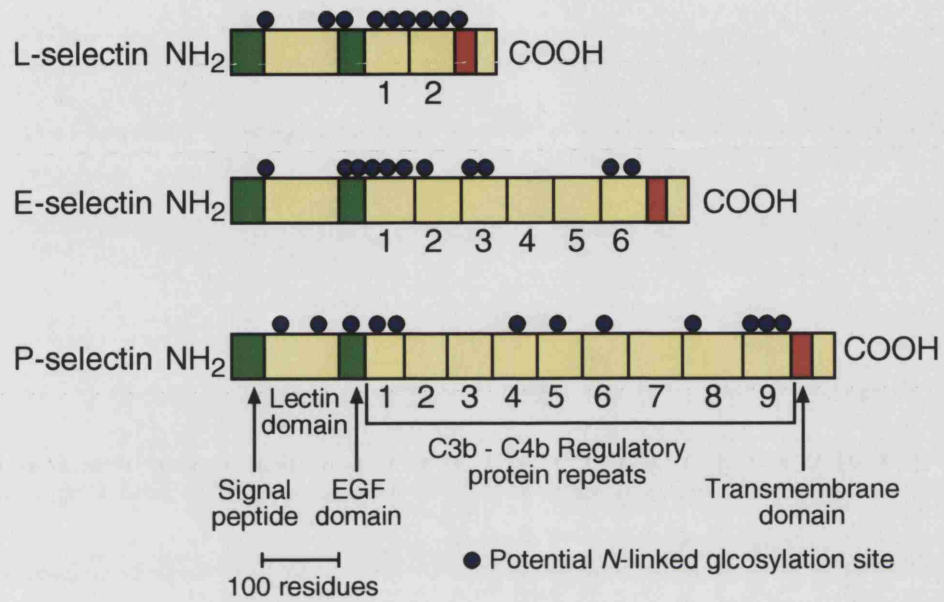 L-selectin NH2 COOH
1 2
E-selectin NH2 COOH
1 2 3 4 5 6
P-selectin NH2 COOH
Lectin domain
1 2 3 4 5 6 7 8 9
C3b - C4b Regulatory
protein repeats
Signal
peptide
EGF
domain
Transmembrane
domain
100 residues
Potential N-linked glcosylation site